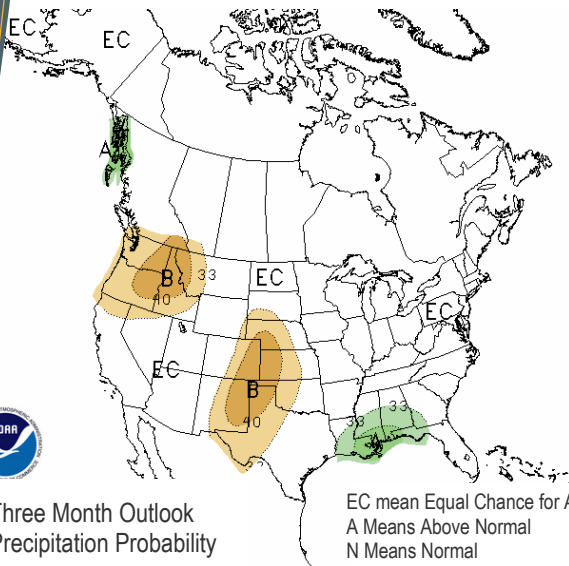 EC
EC
A
33
B
40
EC
EC
EC
B
40
33
33
Three Month Outlook
Precipitation Probability
EC mean Equal Chance for A
A Means Above Normal
N Means Normal